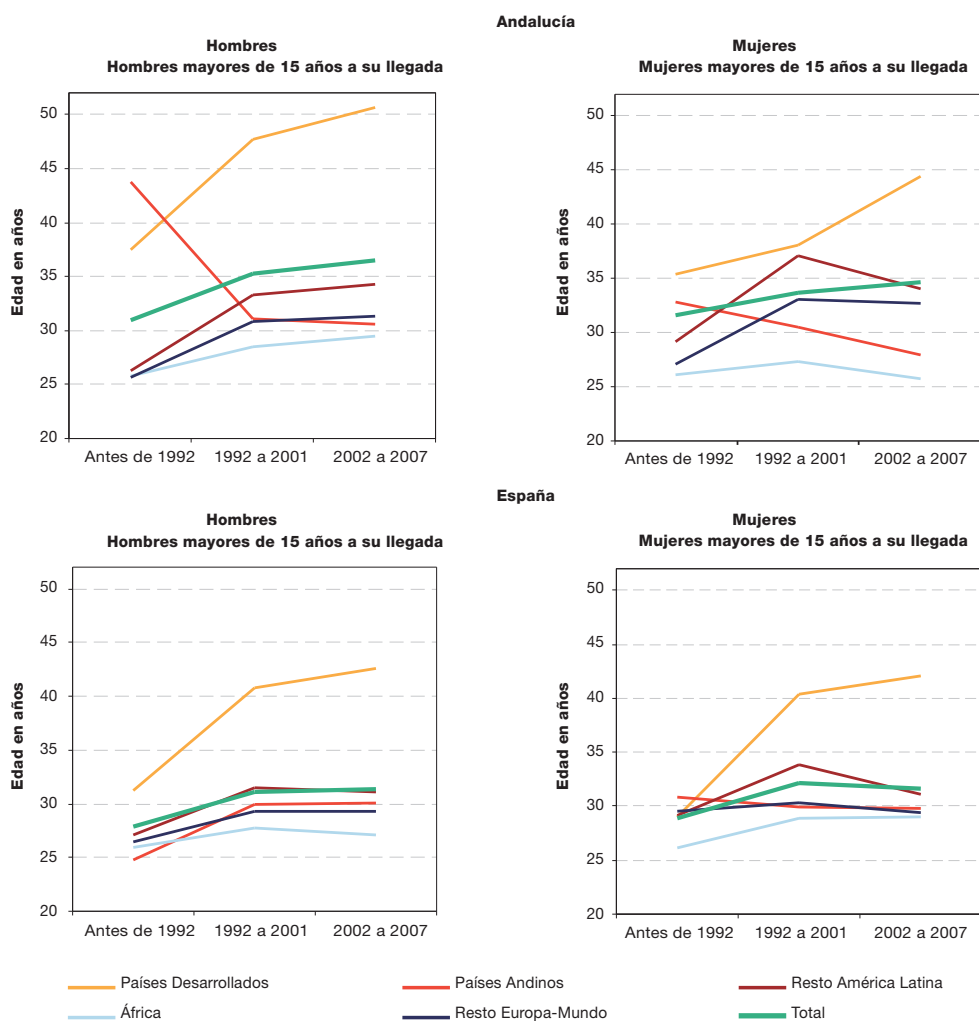 Andalucía
Hombres
Hombres mayores de 15 años a su llegada
Edad en años
50
45
40
35
30
25
20
Antes de 1992
1992 a 2001
2002 a 2007
Mujeres
Mujeres mayores de 15 años a su llegada
Edad en años
50
45
40
35
30
25
20
Antes de 1992
1992 a 2001
2002 a 2007
España
Hombres
Hombres mayores de 15 años a su llegada
Edad en años
50
45
40
35
30
25
20
Antes de 1992
1992 a 2001
2002 a 2007
Mujeres
Mujeres mayores de 15 años a su llegada
Edad en años
50
45
40
35
30
25
20
Antes de 1992
1992 a 2001
2002 a 2007
Países Desarrollados
Países Andinos
Resto América Latina
África
Resto Europa-Mundo
Total